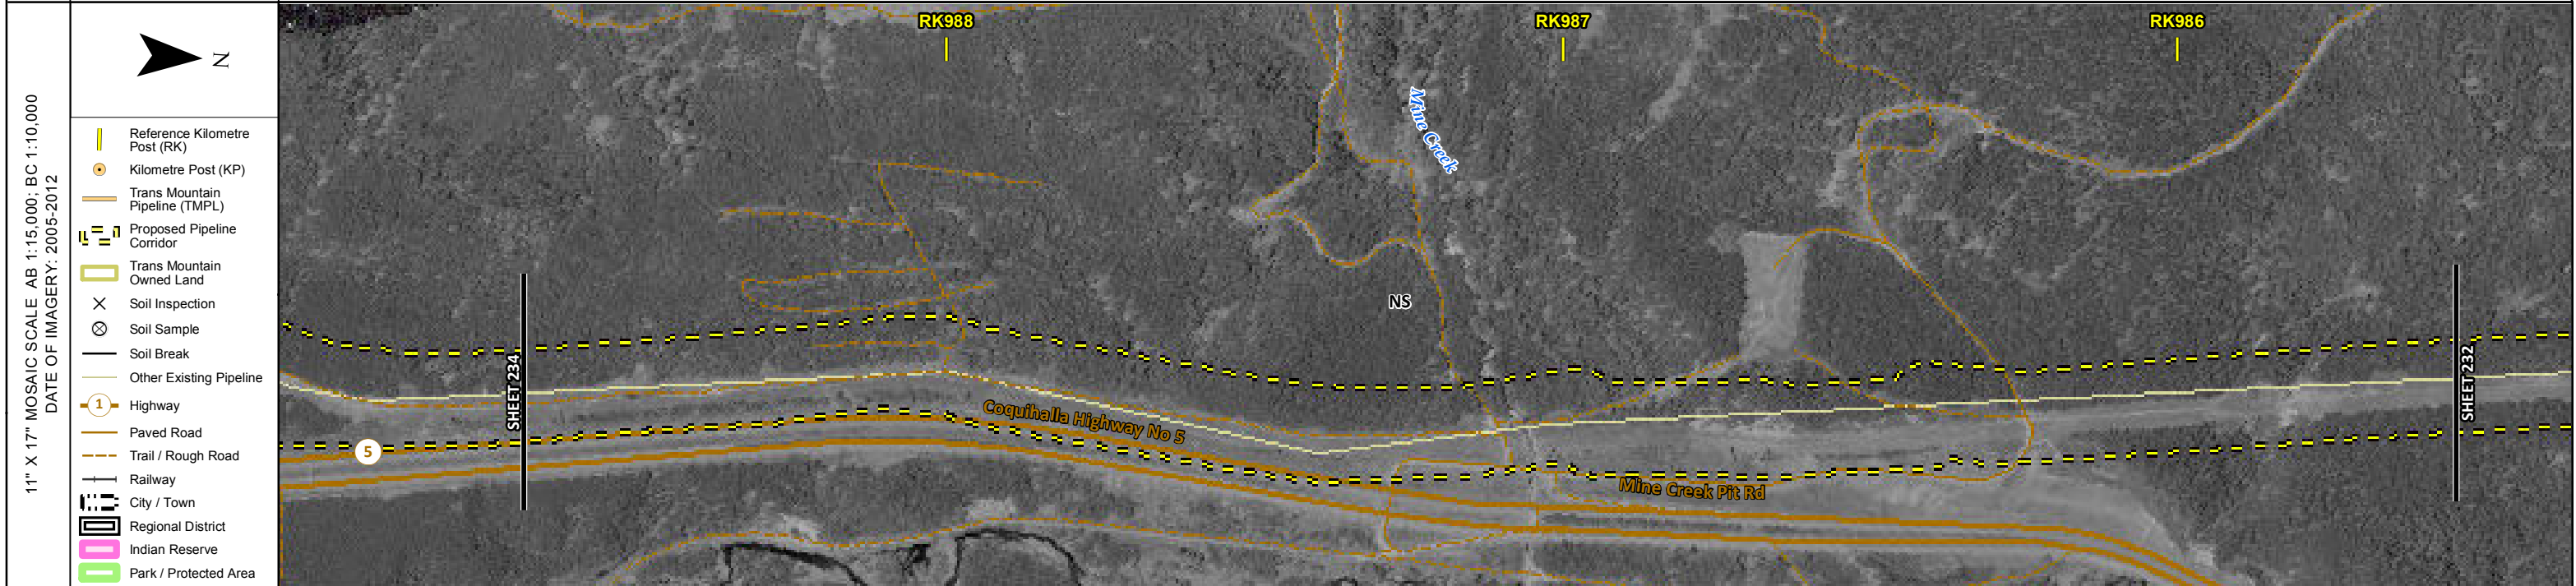 11" X 17" MOSAIC SCALE AB 1:15,000; BC 1:10,000
DATE OF IMAGERY: 2005-2012
N
Reference Kilometre
Post (RK)
Kilometre Post (KP)
Trans Mountain
Pipeline (TMPL)
Proposed Pipeline
Corridor
Trans Mountain
Owned Land
Soil Inspection
Soil Sample
Soil Break
Other Existing Pipeline
1
Highway
Paved Road
Trail / Rough Road
Railway
City / Town
Regional District
Indian Reserve
Park / Protected Area
RK988
RK987
RK986
Mine Creek
NS
SHEET 234
SHEET 232
Coquihalla Highway No 5
5
Mine Creek Pit Rd